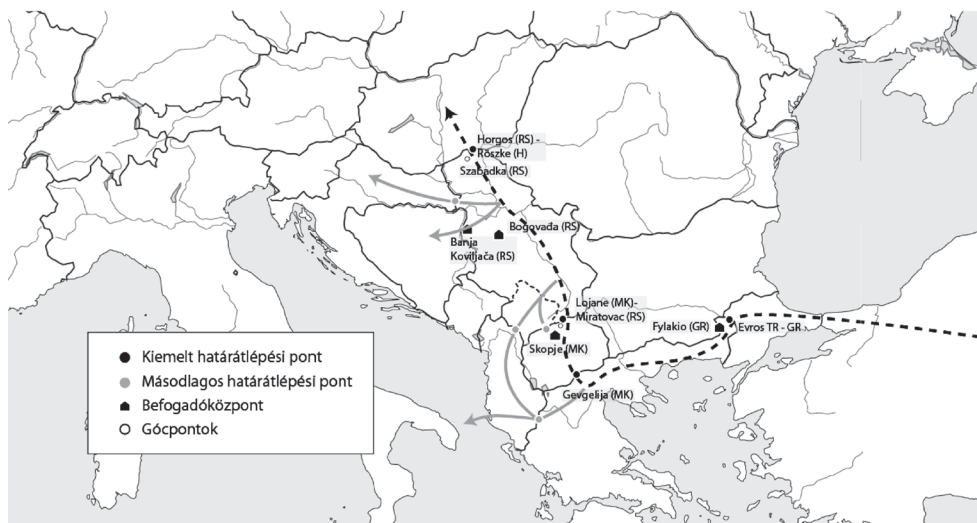 Horgos (RS) -
Röszke (H)
Szabadka (RS)
Bogovađa (RS)
Banja
Koviljača (RS)
Lojane (MK)-
Miratovac (RS)
Fylakio (GR)
Evros TR - GR
Skopje (MK)
Gevgelija (MK)
Kiemelt határátlépési pont
Másodlagos határátlépési pont
Befogadóközpont
Gócpontok